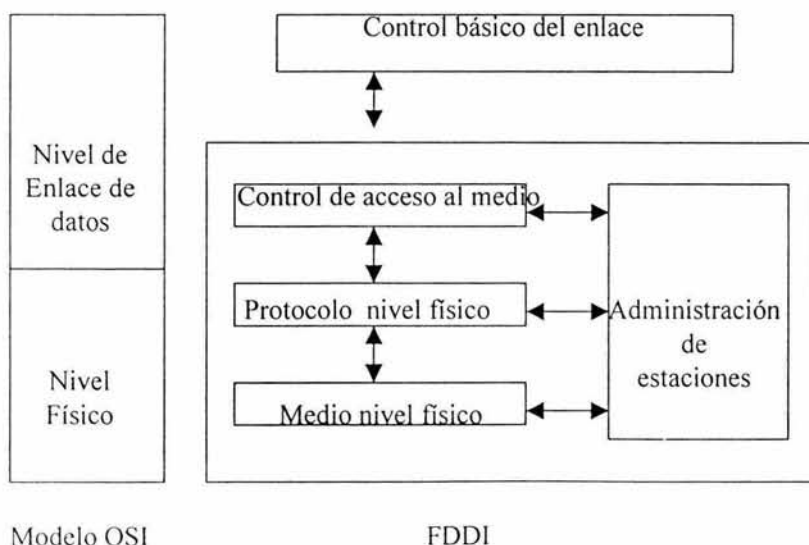 Control básico del enlace
Nivel de
Enlace de
datos
Control de acceso al medio
Protocolo nivel físico
Administración
de
estaciones
Nivel
Físico
Medio nivel físico
Modelo OSI
FDDI